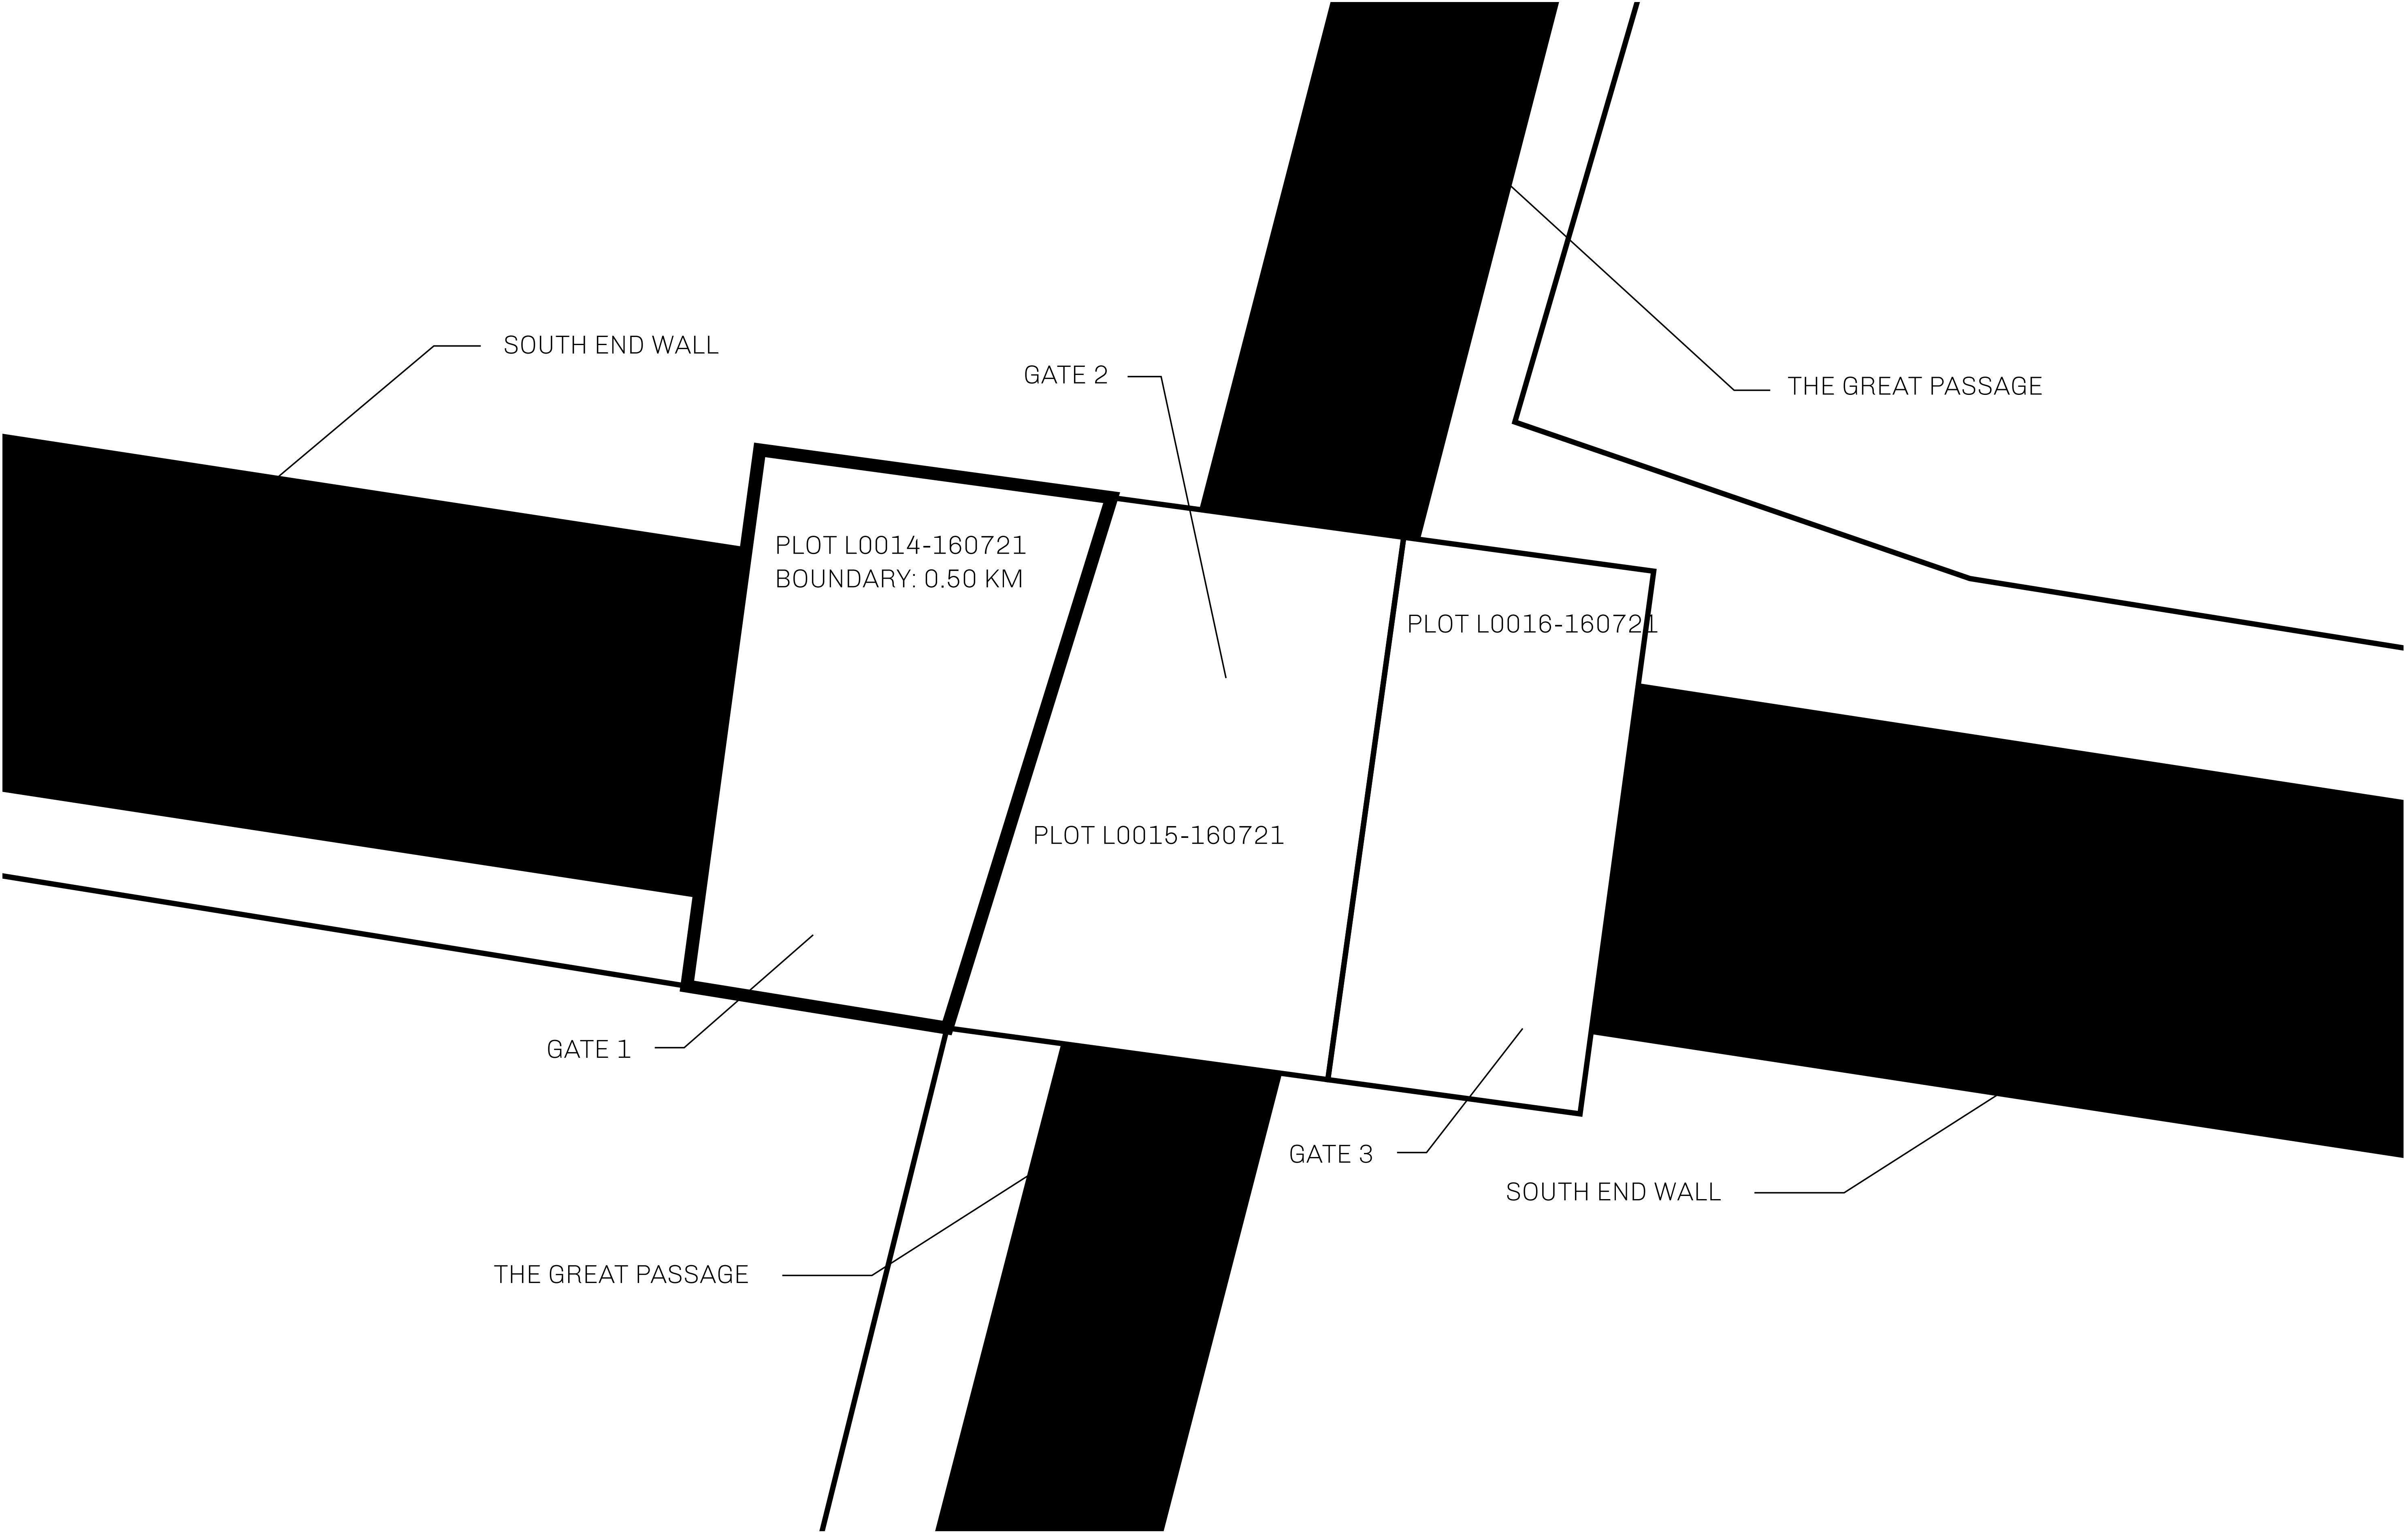 SOUTH END WALL
GATE 2
THE GREAT PASSAGE
PLOT L0014-160721
BOUNDARY: 0.50 KM
PLOT L0016-160721
PLOT L0015-160721
GATE 1
GATE 3
SOUTH END WALL
THE GREAT PASSAGE